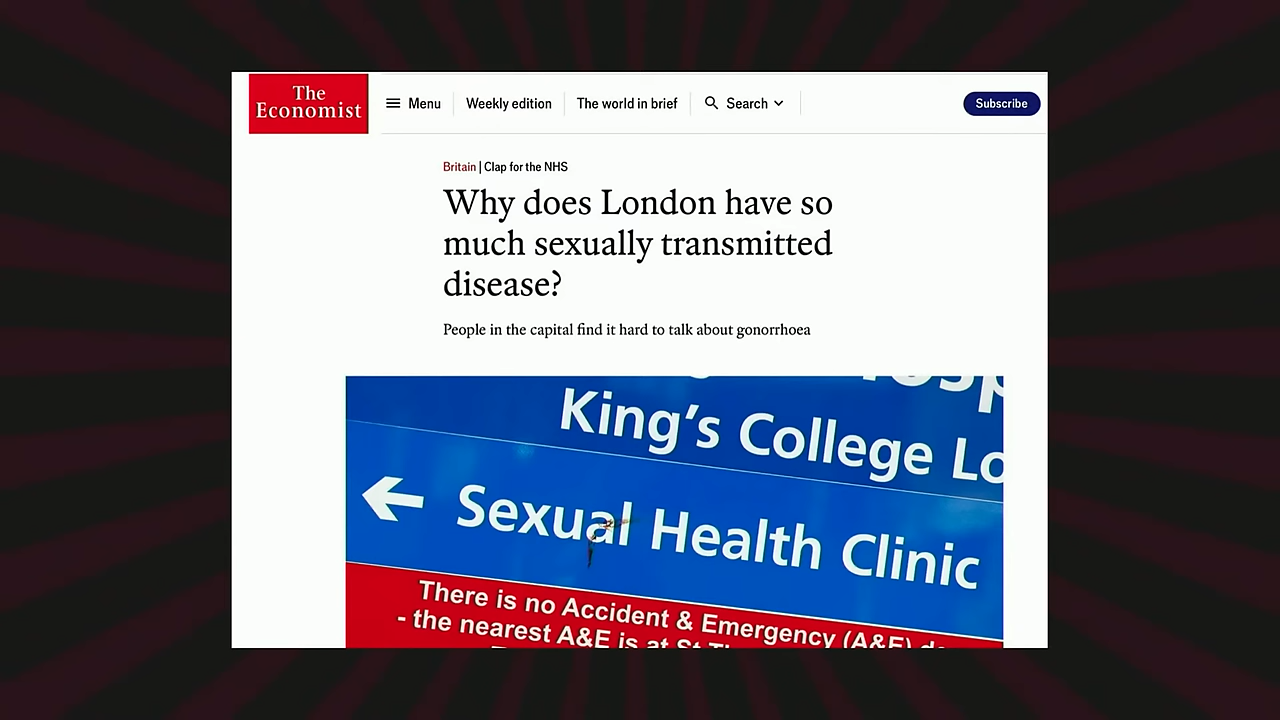 The
Economist
Menu
Weekly edition
The world in brief
Search
Subscribe
Britain | Clap for the NHS
Why does London have so
much sexually transmitted
disease?
People in the capital find it hard to talk about gonorrhoea
King's College
Sexual Health Clinic
There is no Accident & Emergency (A&E)
- the nearest A&E is at St